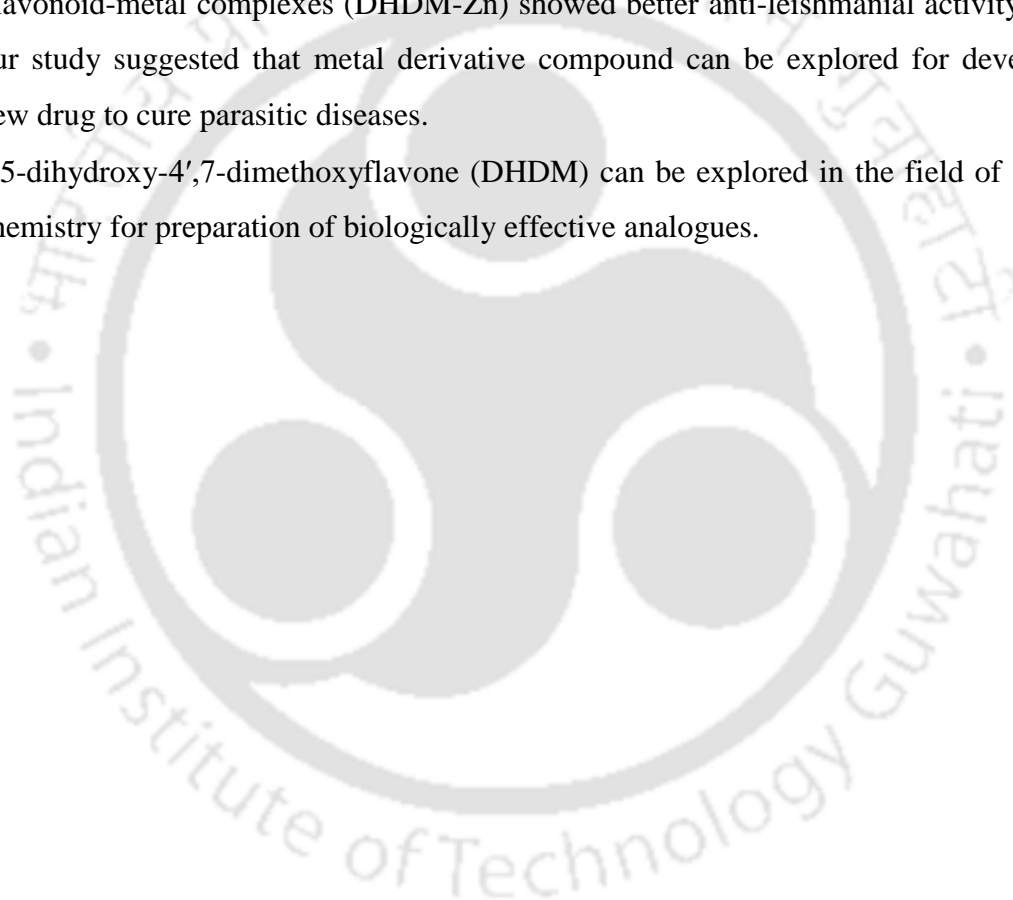 lavonoid-metal complexes (DHDM-Zn) showed better anti-leishmanial activity
ur study suggested that metal derivative compound can be explored for deve
ew drug to cure parasitic diseases.
5-dihydroxy-4′,7-dimethoxyflavone (DHDM) can be explored in the field of
hemistry for preparation of biologically effective analogues.
Indian Institute of Technology Guwahati